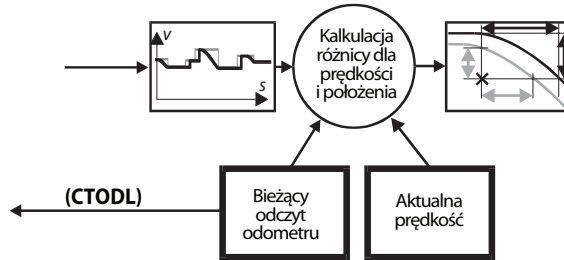 v
s
Kalkulacja
różnicy dla
prędkości
i położenia
(CTODL)
Bieżący
odczyt
odometru
Aktualna
prędkość